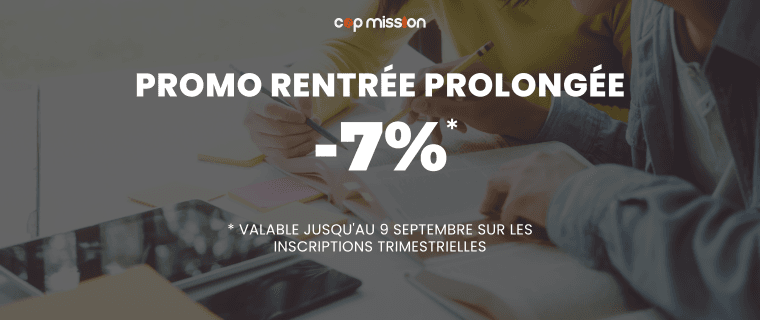 cap mission
PROMO RENTRÉE PROLONGÉE
-7%*
* VALABLE JUSQU'AU 9 SEPTEMBRE SUR LES
INSCRIPTIONS TRIMESTRIELLES